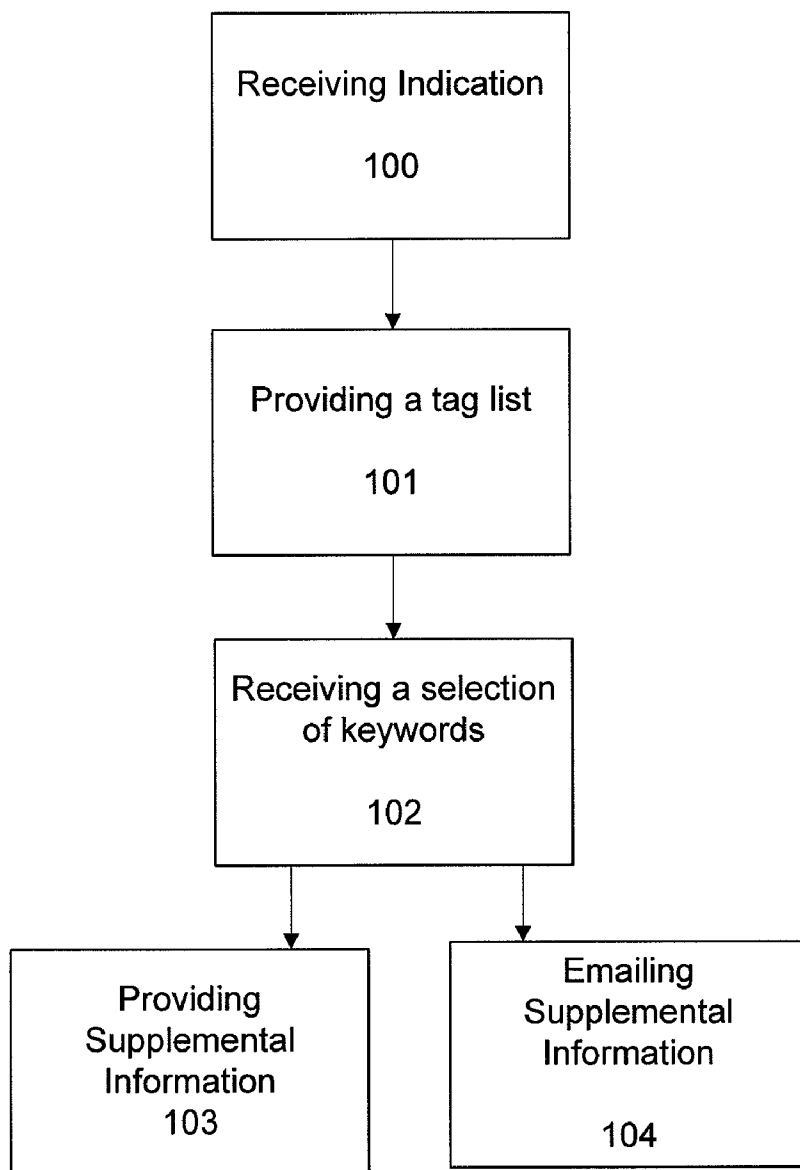 Receiving Indication
100
Providing a tag list
101
Receiving a selection
of keywords
102
Providing
Supplemental
Information
103
Emailing
Supplemental
Information
104